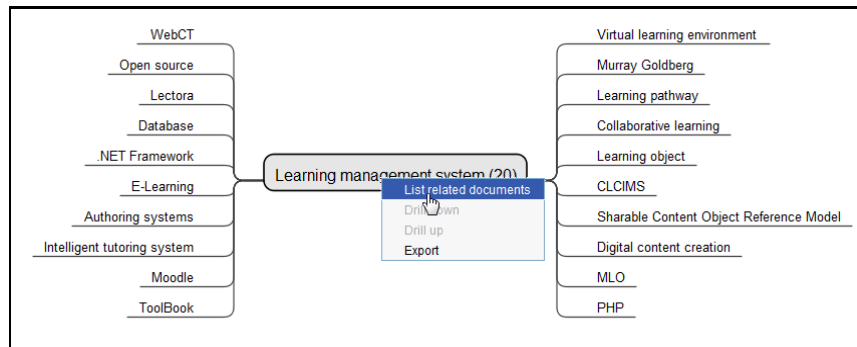 WebCT
Open source
Lectora
Database
.NET Framework
E-Learning
Authoring systems
Intelligent tutoring system
Moodle
ToolBook
Learning management system (20)
List related documents
Drill down
Drill up
Export
Virtual learning environment
Murray Goldberg
Learning pathway
Collaborative learning
Learning object
CLCIMS
Sharable Content Object Reference Model
Digital content creation
MLO
PHP